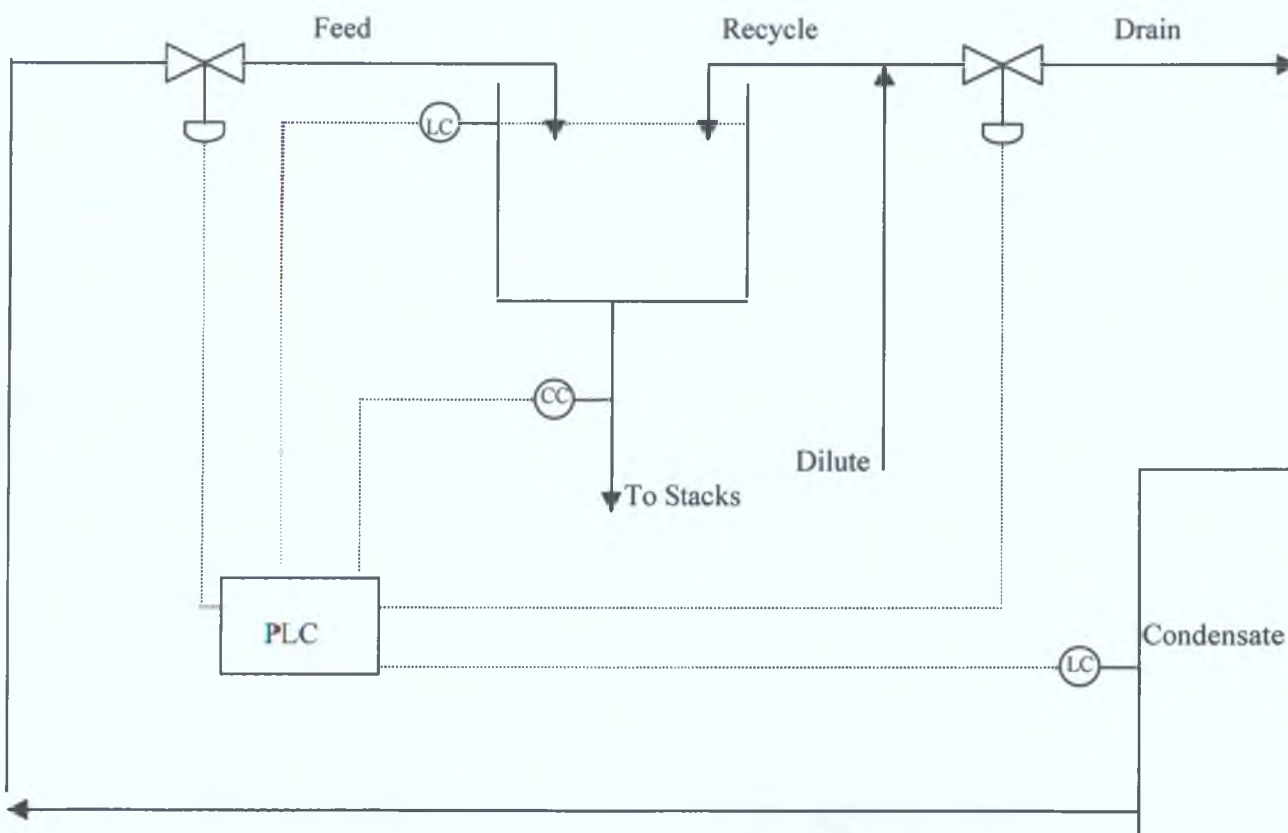 Feed
Recycle
Drain
LC
CC
Dilute
To Stacks
PLC
Condensate
LC